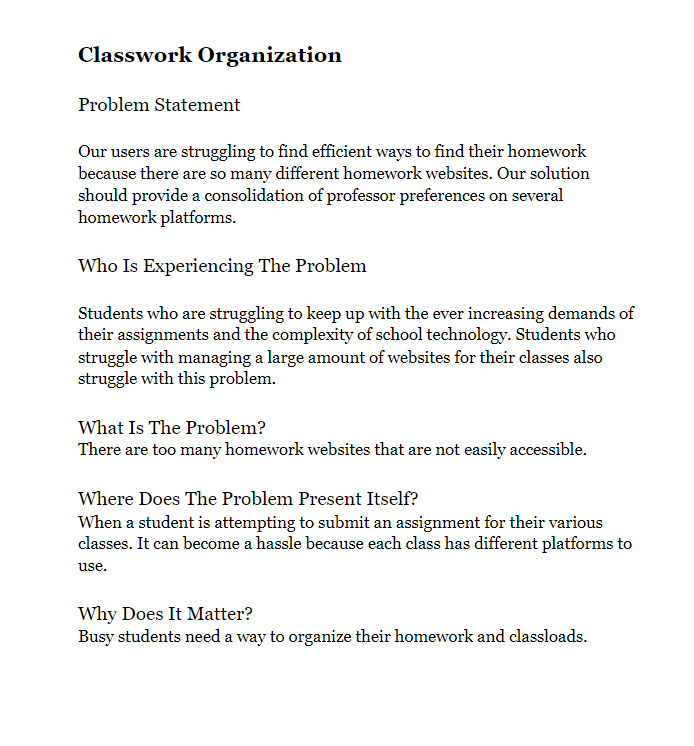 Classwork Organization
Problem Statement
Our users are struggling to find efficient ways to find their homework
because there are so many different homework websites. Our solution
should provide a consolidation of professor preferences on several
homework platforms.
Who Is Experiencing The Problem
Students who are struggling to keep up with the ever increasing demands of
their assignments and the complexity of school technology. Students who
struggle with managing a large amount of websites for their classes also
struggle with this problem.
What Is The Problem?
There are too many homework websites that are not easily accessible.
Where Does The Problem Present Itself?
When a student is attempting to submit an assignment for their various
classes. It can become a hassle because each class has different platforms to
use.
Why Does It Matter?
Busy students need a way to organize their homework and classloads.